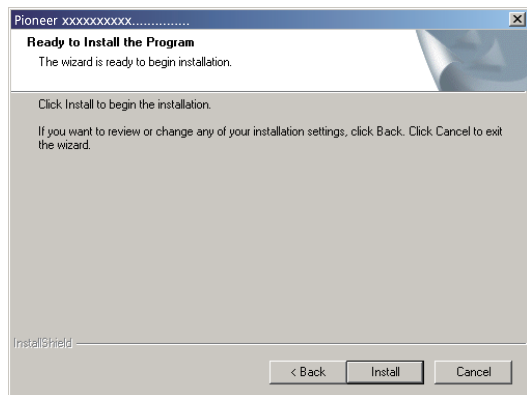 Pioneer xxxxxxxxxx...............
Ready to Install the Program
The wizard is ready to begin installation.
Click Install to begin the installation.
If you want to review or change any of your installation settings, click Back. Click Cancel to exit
the wizard.
InstallShield
< Back Install Cancel